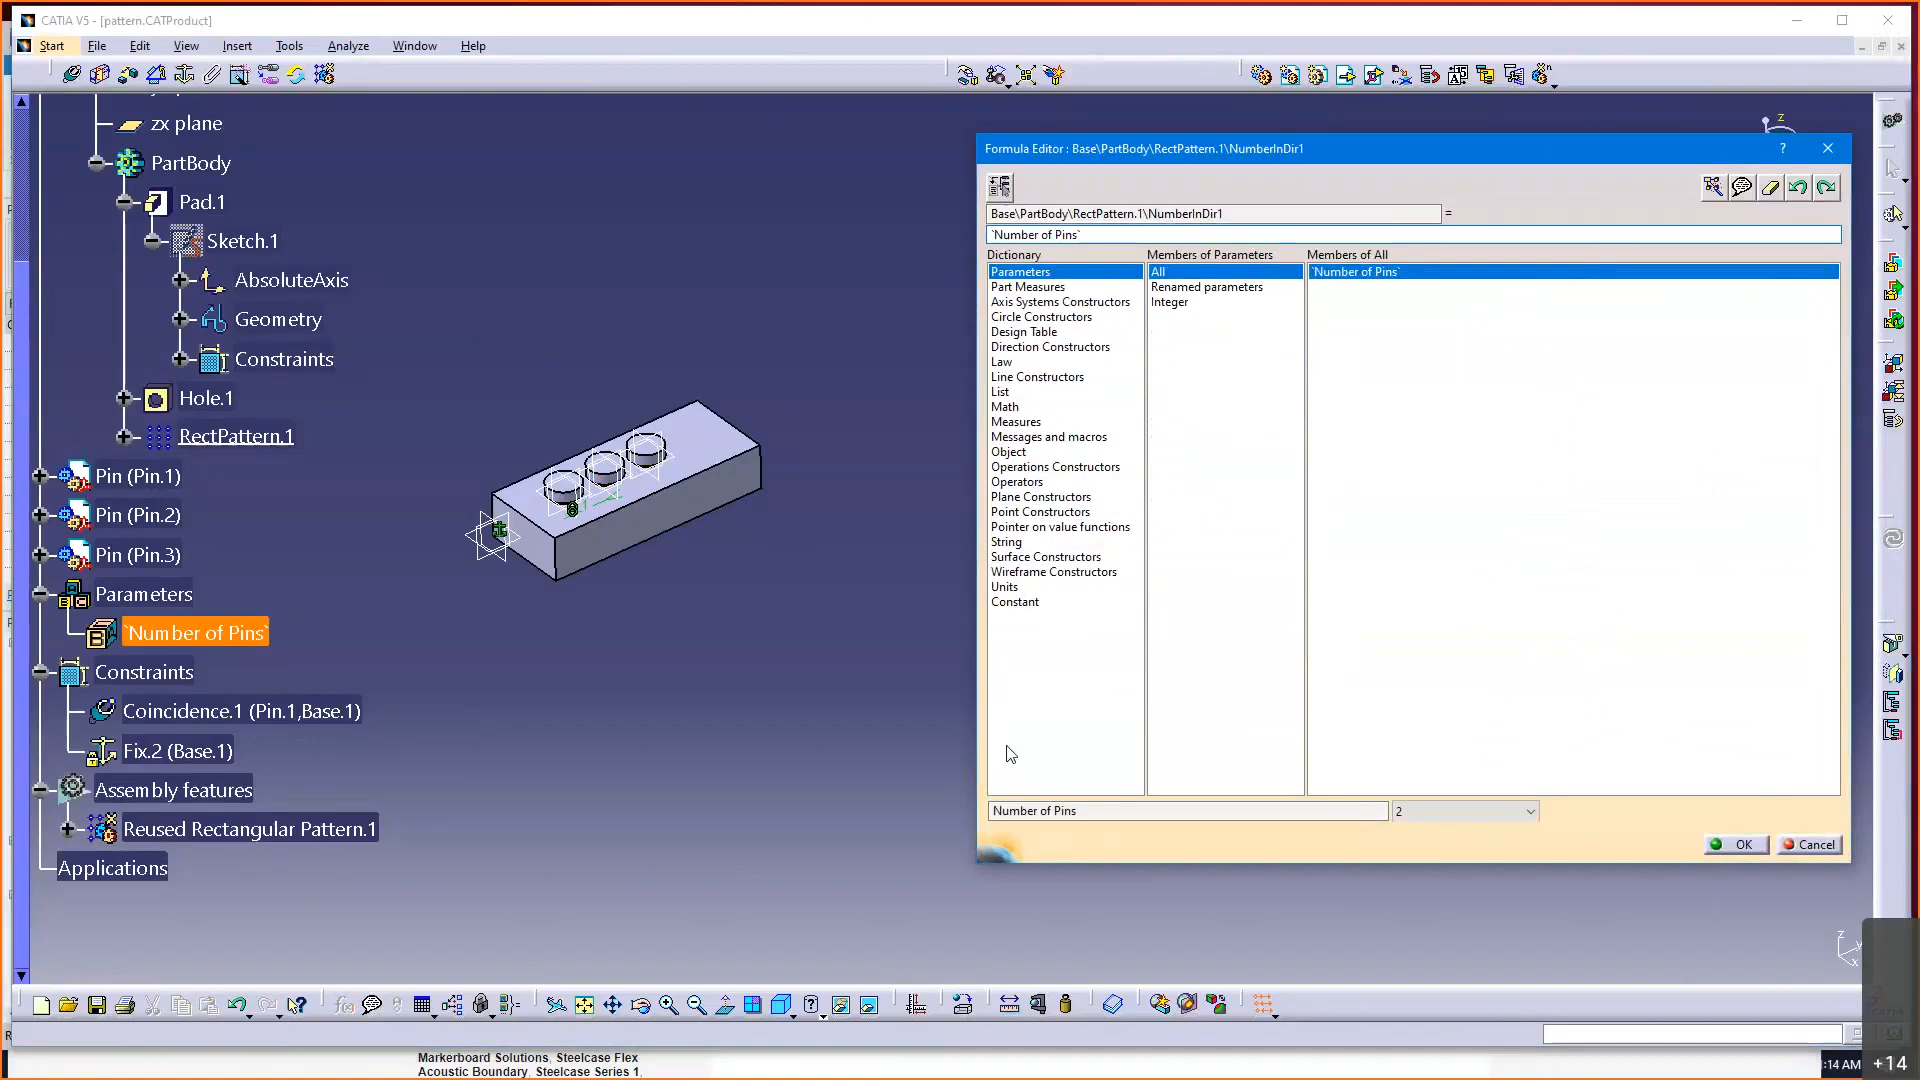 CATIA V5 - [pattern.CATProduct]
Start File Edit View Insert Tools Analyze Window Help
zx plane
PartBody
Pad.1
Sketch.1
AbsoluteAxis
Geometry
Constraints
Hole.1
RectPattern.1
Pin (Pin.1)
Pin (Pin.2)
Pin (Pin.3)
Parameters
`Number of Pins`
Constraints
Coincidence.1 (Pin.1,Base.1)
Fix.2 (Base.1)
Assembly features
Reused Rectangular Pattern.1
Applications
z
Formula Editor : Base\PartBody\RectPattern.1\NumberInDir1
?
Base\PartBody\RectPattern.1\NumberInDir1 =
`Number of Pins`
Dictionary Members of Parameters Members of All
Parameters All `Number of Pins`
Part Measures Renamed parameters
Axis Systems Constructors Integer
Circle Constructors
Design Table
Direction Constructors
Law
Line Constructors
List
Math
Measures
Messages and macros
Object
Operations Constructors
Operators
Plane Constructors
Point Constructors
Pointer on value functions
String
Surface Constructors
Wireframe Constructors
Units
Constant
Number of Pins 2
OK Cancel
z
y
x
Markerboard Solutions, Steelcase Flex
Acoustic Boundary, Steelcase Series 1,
:14 AM +14